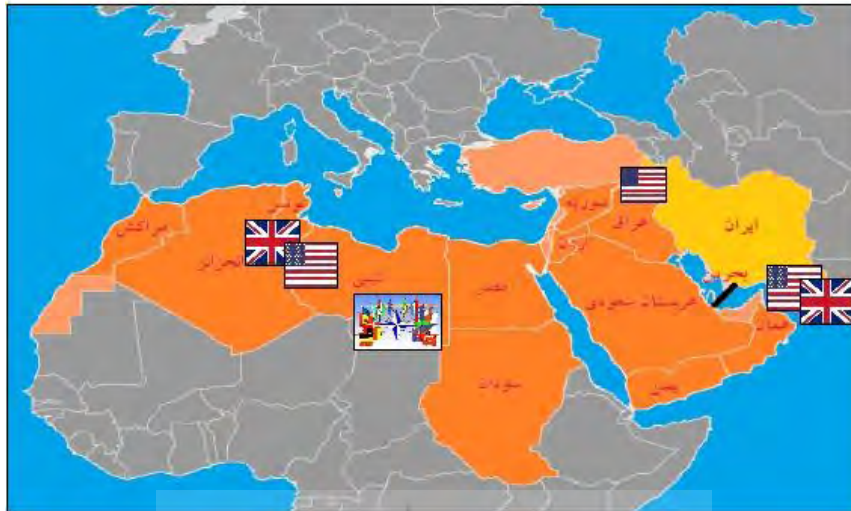 تونس
مراکش
الجزایر
لیبی
مصر
سوریه
عراق
اردن
ایران
بحرین
عربستان سعودی
عمان
یمن
سودان